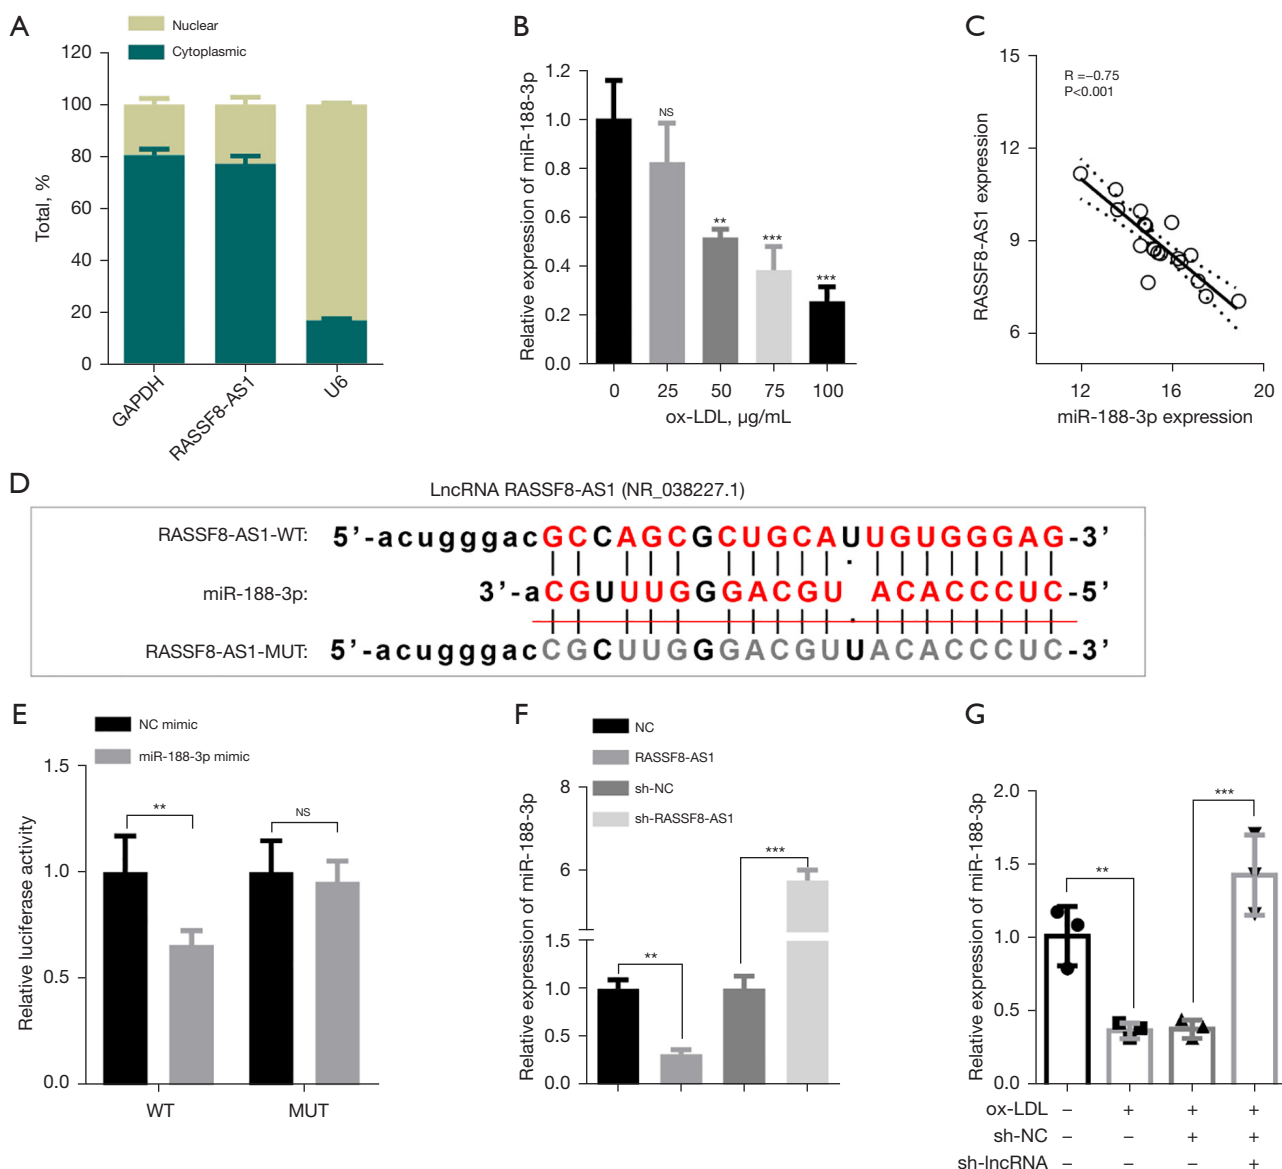 A
Nuclear
Cytoplasmic
Total, %
120
100
80
60
40
20
0
GAPDH
RASSF8-AS1
U6
B
Relative expression of miR-188-3p
1.2
1.0
0.8
0.6
0.4
0.2
0.0
NS
**
***
***
0 25 50 75 100
ox-LDL, µg/mL
C
RASSF8-AS1 expression
15
12
9
6
R =−0.75
P<0.001
12 16 20
miR-188-3p expression
D
LncRNA RASSF8-AS1 (NR_038227.1)
RASSF8-AS1-WT: 5’-acugggacGCCAGCGCUGCAUUGUGGGAG-3’
miR-188-3p: 3’-aCGUUUGGGACGU ACACCCUC-5’
RASSF8-AS1-MUT: 5’-acugggacCGCUUGGGACGUUACACCCUC-3’
E
NC mimic
miR-188-3p mimic
Relative luciferase activity
1.5
1.0
0.5
0.0
**
NS
WT MUT
F
NC
RASSF8-AS1
sh-NC
sh-RASSF8-AS1
Relative expression of miR-188-3p
8
6
1.5
1.0
0.5
0.0
**
***
G
Relative expression of miR-188-3p
2.0
1.5
1.0
0.5
0.0
**
***
ox-LDL − + + +
sh-NC − − + +
sh-lncRNA − − − +